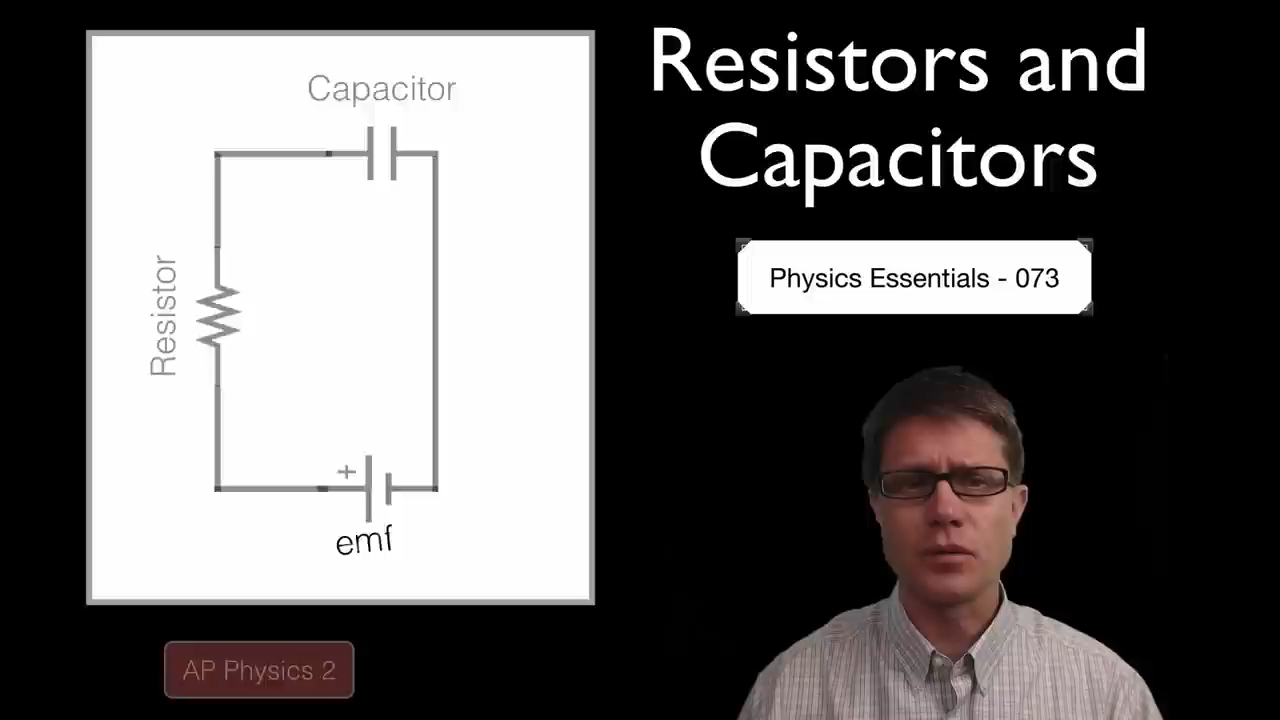 Resistors and
Capacitors
Physics Essentials - 073
Capacitor
Resistor
+
emf
AP Physics 2